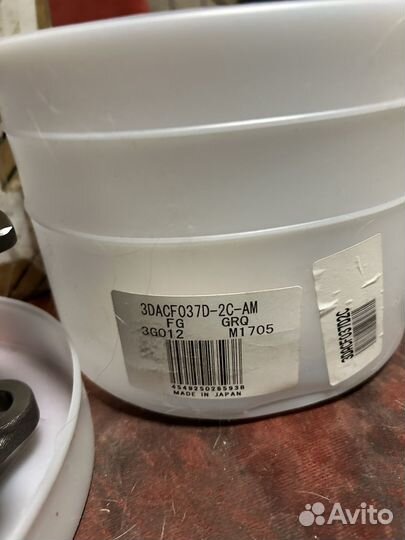 3DACF037D-2C-AM
FG GRQ
3G012 M1705
4549250265938
MADE IN JAPAN
Avito